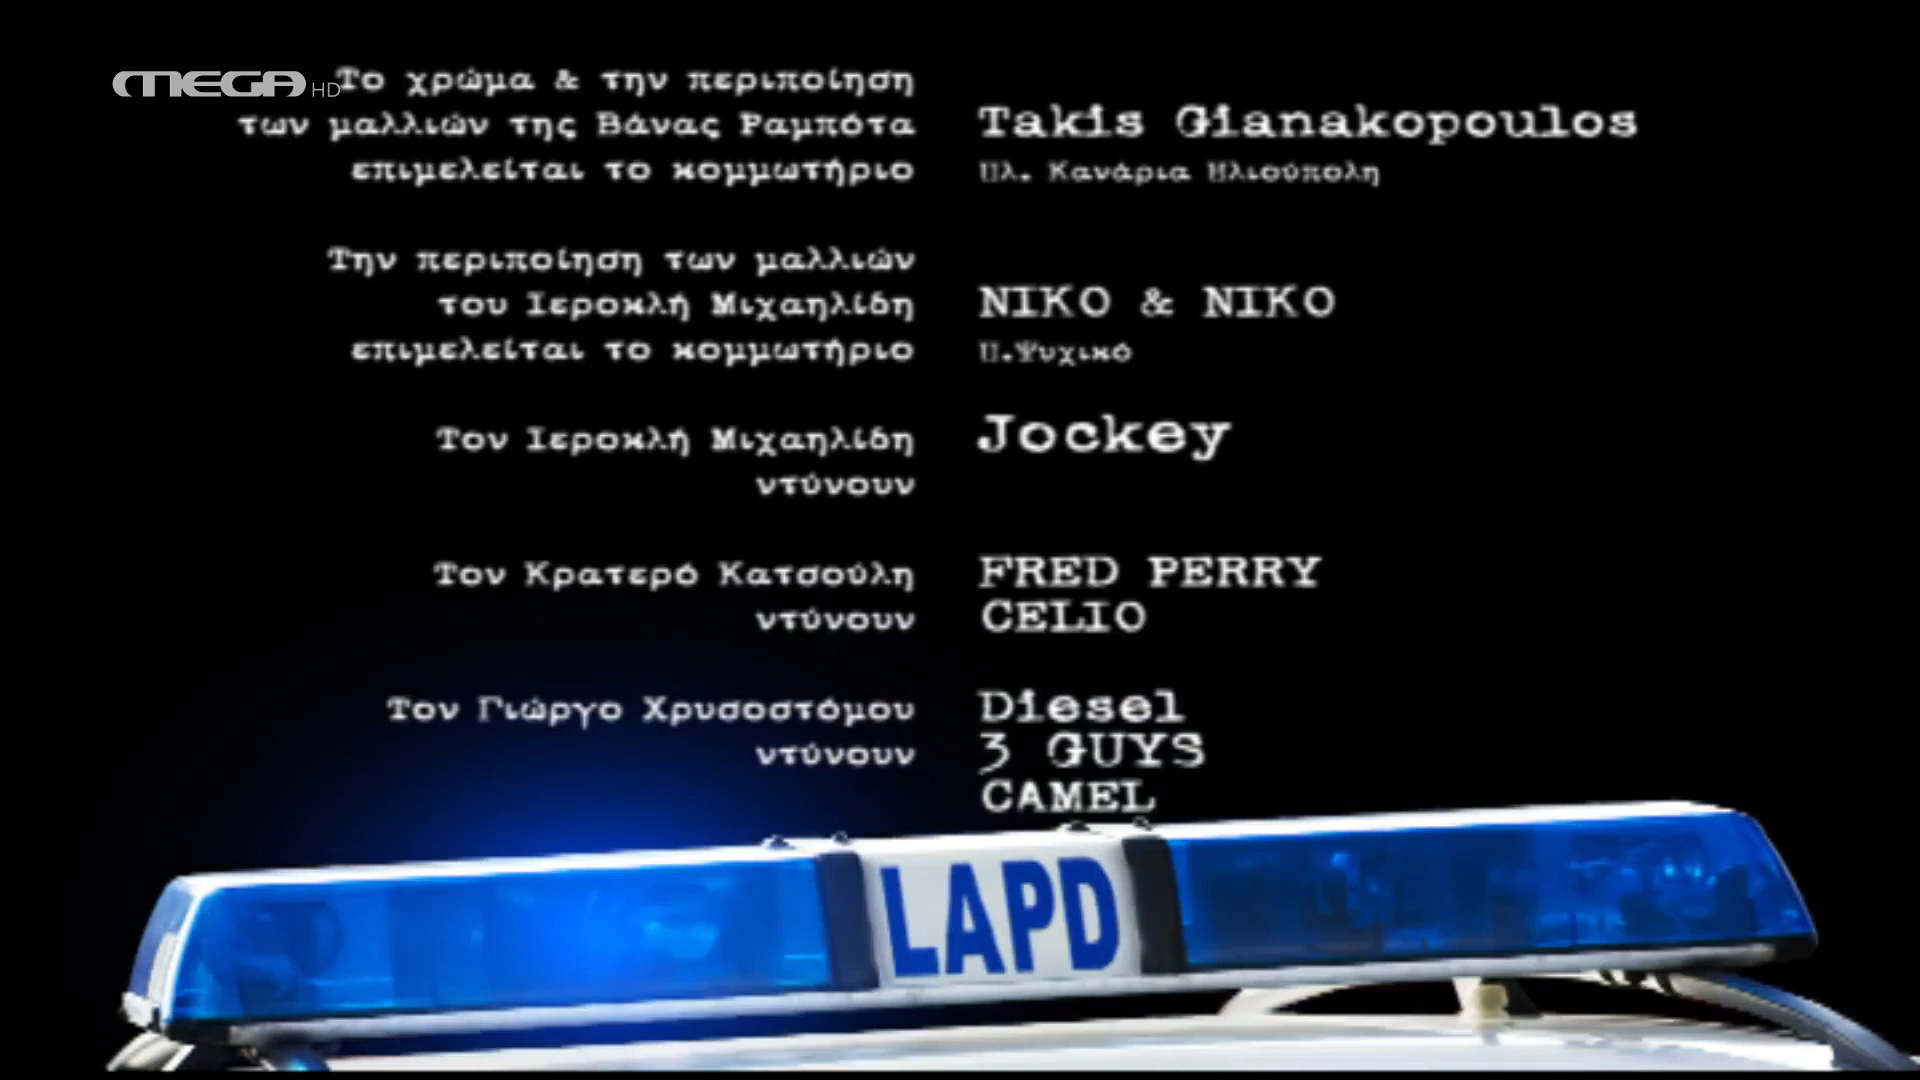 MEGA HD
Το χρώμα & την περιποίηση
των μαλλιών της Βάνας Ραμπότα
επιμελείται το κομμωτήριο
Takis Gianakopoulos
Πλ. Κανάρια Ηλιούπολη
Την περιποίηση των μαλλιών
του Ιεροκλή Μιχαηλίδη
επιμελείται το κομμωτήριο
NIKO & NIKO
Π.Ψυχικό
Τον Ιεροκλή Μιχαηλίδη
ντύνουν
Jockey
Τον Κρατερό Κατσούλη
ντύνουν
FRED PERRY
CELIO
Τον Γιώργο Χρυσοστόμου
ντύνουν
Diesel
3 GUYS
CAMEL
LAPD